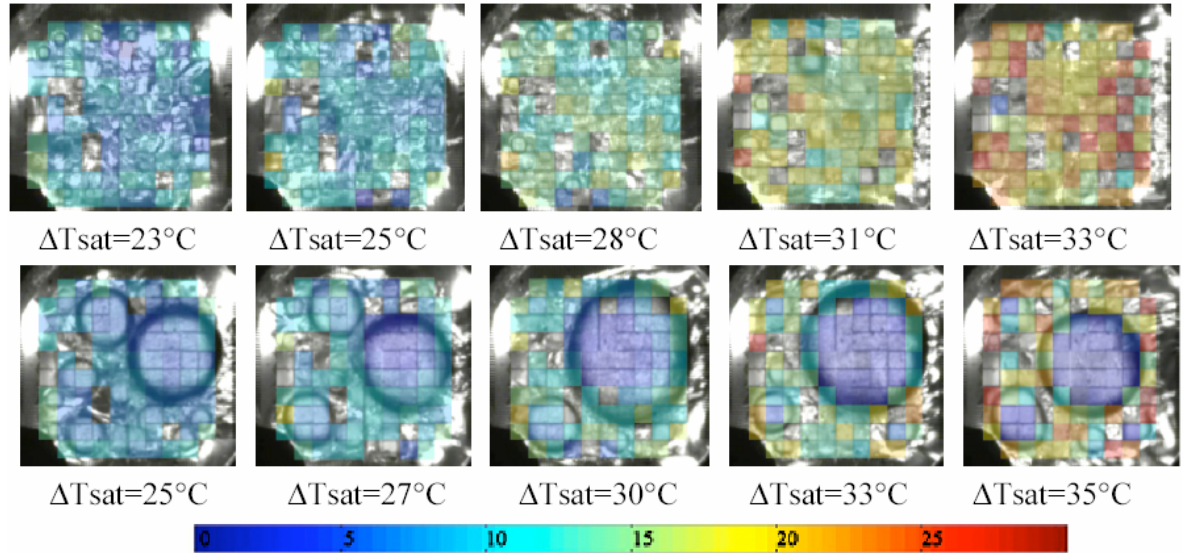 ΔTsat=23°C ΔTsat=25°C ΔTsat=28°C ΔTsat=31°C ΔTsat=33°C
ΔTsat=25°C ΔTsat=27°C ΔTsat=30°C ΔTsat=33°C ΔTsat=35°C
0 5 10 15 20 25